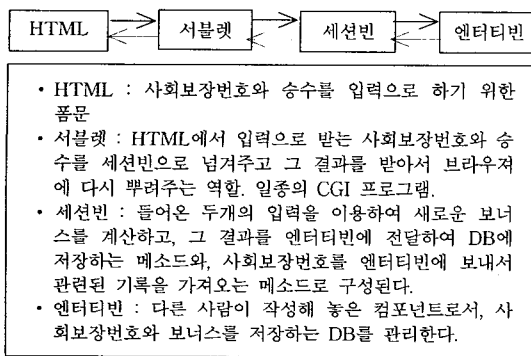 HTML 서블렛 세션빈 엔터티빈
• HTML : 사회보장번호와 승수를 입력으로 하기 위한
폼문
• 서블렛 : HTML에서 입력으로 받는 사회보장번호와 승
수를 세션빈으로 넘겨주고 그 결과를 받아서 브라우져
에 다시 뿌려주는 역할. 일종의 CGI 프로그램.
• 세션빈 : 들어온 두개의 입력을 이용하여 새로운 보너
스를 계산하고, 그 결과를 엔터티빈에 전달하여 DB에
저장하는 메소드와, 사회보장번호를 엔터티빈에 보내서
관련된 기록을 가져오는 메소드로 구성된다.
• 엔터티빈 : 다른 사람이 작성해 놓은 컴포넌트로서, 사
회보장번호와 보너스를 저장하는 DB를 관리한다.